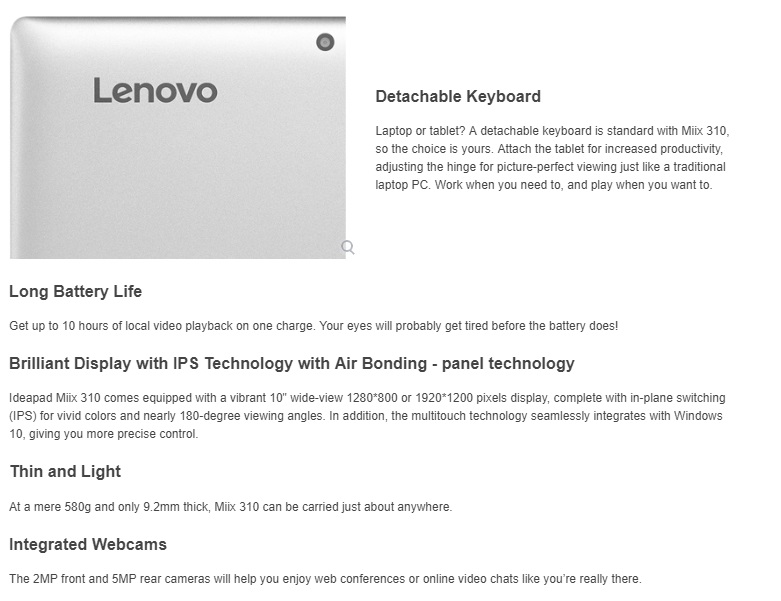 Lenovo
Detachable Keyboard
Laptop or tablet? A detachable keyboard is standard with Miix 310,
so the choice is yours. Attach the tablet for increased productivity,
adjusting the hinge for picture-perfect viewing just like a traditional
laptop PC. Work when you need to, and play when you want to.
Long Battery Life
Get up to 10 hours of local video playback on one charge. Your eyes will probably get tired before the battery does!
Brilliant Display with IPS Technology with Air Bonding - panel technology
Ideapad Miix 310 comes equipped with a vibrant 10" wide-view 1280*800 or 1920*1200 pixels display, complete with in-plane switching
(IPS) for vivid colors and nearly 180-degree viewing angles. In addition, the multitouch technology seamlessly integrates with Windows
10, giving you more precise control.
Thin and Light
At a mere 580g and only 9.2mm thick, Miix 310 can be carried just about anywhere.
Integrated Webcams
The 2MP front and 5MP rear cameras will help you enjoy web conferences or online video chats like you’re really there.